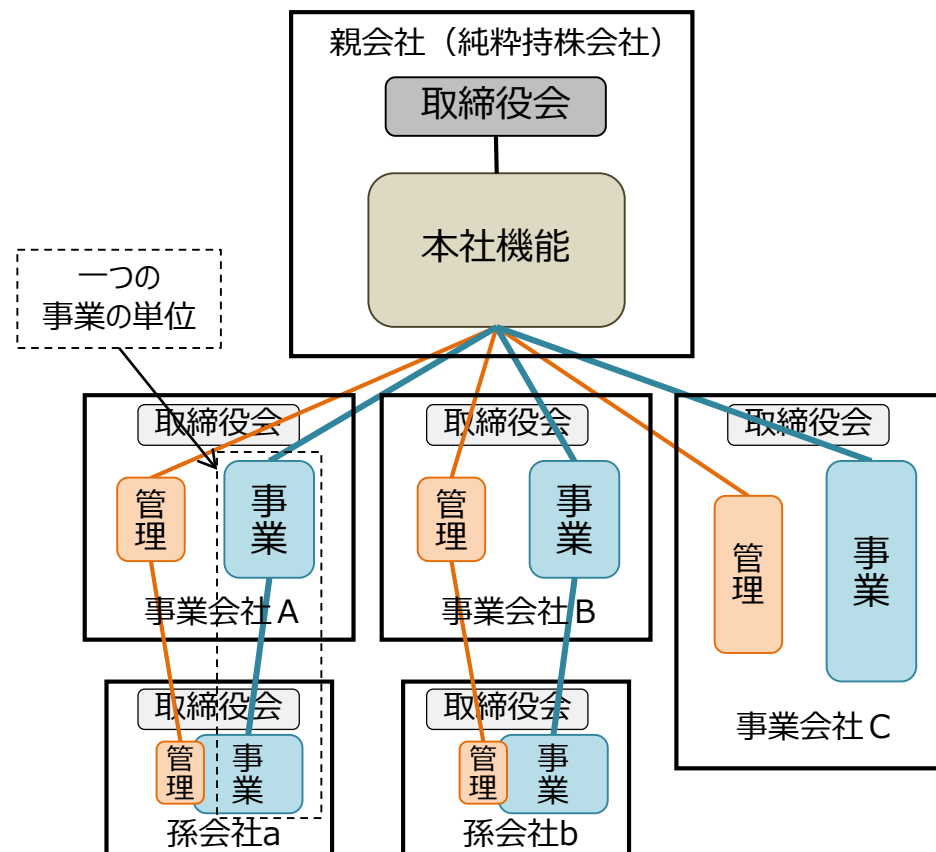 親会社（純粋持株会社）
取締役会
本社機能
一つの
事業の単位
取締役会
管理
事業
事業会社A
取締役会
管理
事業
事業会社B
取締役会
管理
事業
事業会社C
取締役会
管理
事業
孫会社a
取締役会
管理
事業
孫会社b